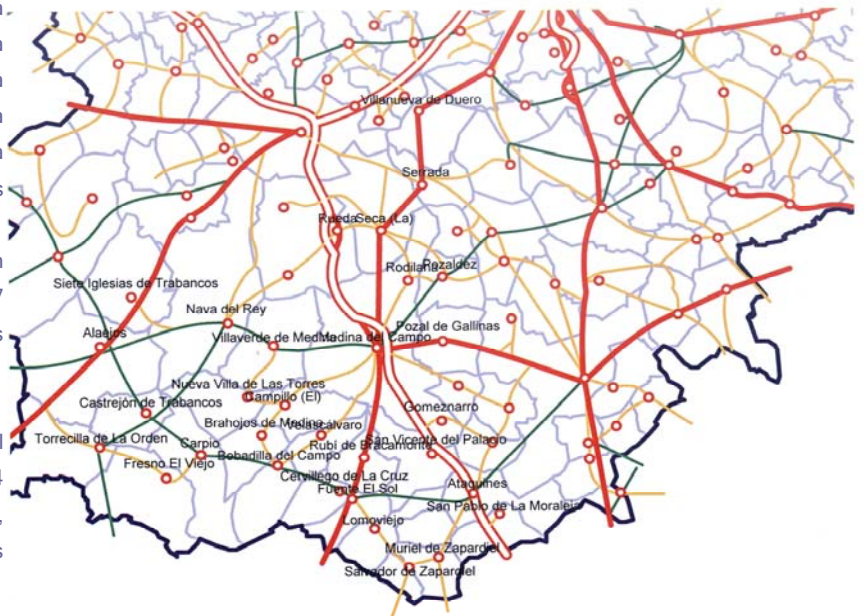 Villanueva de Duero
Serrada
Rueda
Seca (La)
Rodilana
Pozaldez
Siete Iglesias de Trabancos
Nava del Rey
Pozal de Gallinas
Alaejos
Villaverde de Medina
Medina del Campo
Nueva Villa de Las Torres
Campillo (El)
Castrejón de Trabancos
Gomeznarro
Brahojos de Medina
Velascálvaro
Torrecilla de La Orden
Carpio
Rubí de Bracamonte
San Vicente del Palacio
Bobadilla del Campo
Fresno El Viejo
Cervillego de La Cruz
Ataquines
Fuente El Sol
San Pablo de La Moraleja
Lomoviejo
Muriel de Zapardiel
Salvador de Zapardiel